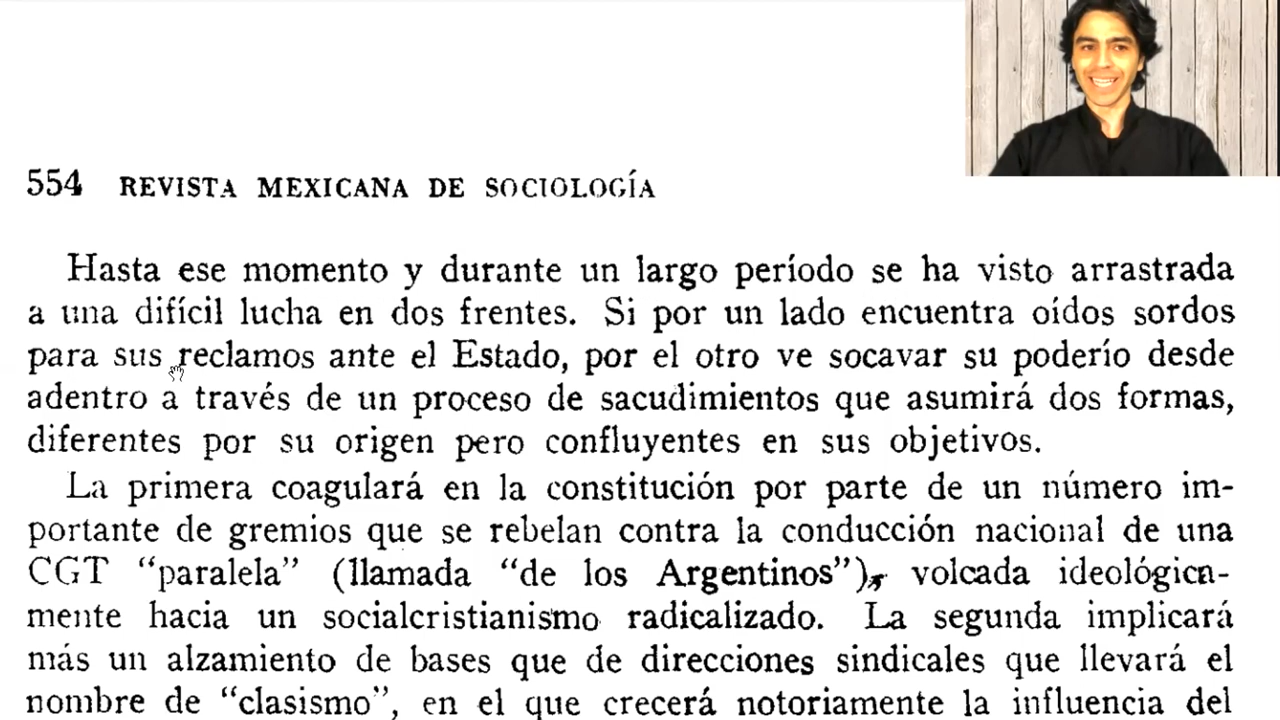 554 REVISTA MEXICANA DE SOCIOLOGÍA
Hasta ese momento y durante un largo período se ha visto arrastrada
a una difícil lucha en dos frentes. Si por un lado encuentra oídos sordos
para sus reclamos ante el Estado, por el otro ve socavar su poderío desde
adentro a través de un proceso de sacudimientos que asumirá dos formas,
diferentes por su origen pero confluyentes en sus objetivos.
La primera coagulará en la constitución por parte de un número im-
portante de gremios que se rebelan contra la conducción nacional de una
CGT “paralela” (llamada “de los Argentinos”), volcada ideológica-
mente hacia un socialcristianismo radicalizado. La segunda implicará
más un alzamiento de bases que de direcciones sindicales que llevará el
nombre de “clasismo”, en el que crecerá notoriamente la influencia del